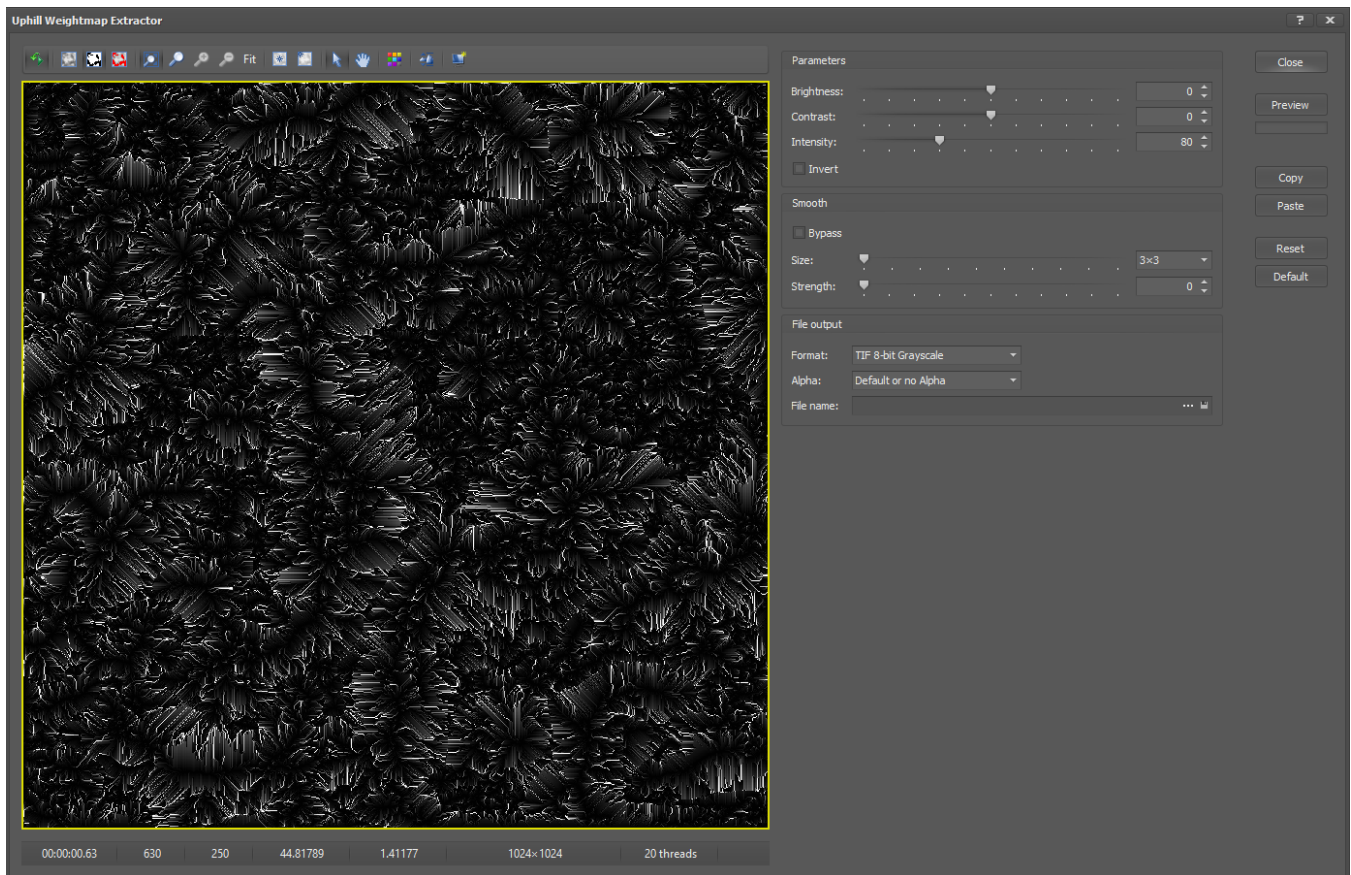 Uphill Weightmap Extractor
? x
Fit
Parameters
Close
Brightness: 0
Preview
Contrast: 0
Intensity: 80
Invert
Copy
Smooth
Paste
Bypass
Reset
Size: 3×3
Default
Strength: 0
File output
Format: TIF 8-bit Grayscale
Alpha: Default or no Alpha
File name: ...
00:00:00.63 630 250 44.81789 1.41177 1024×1024 20 threads